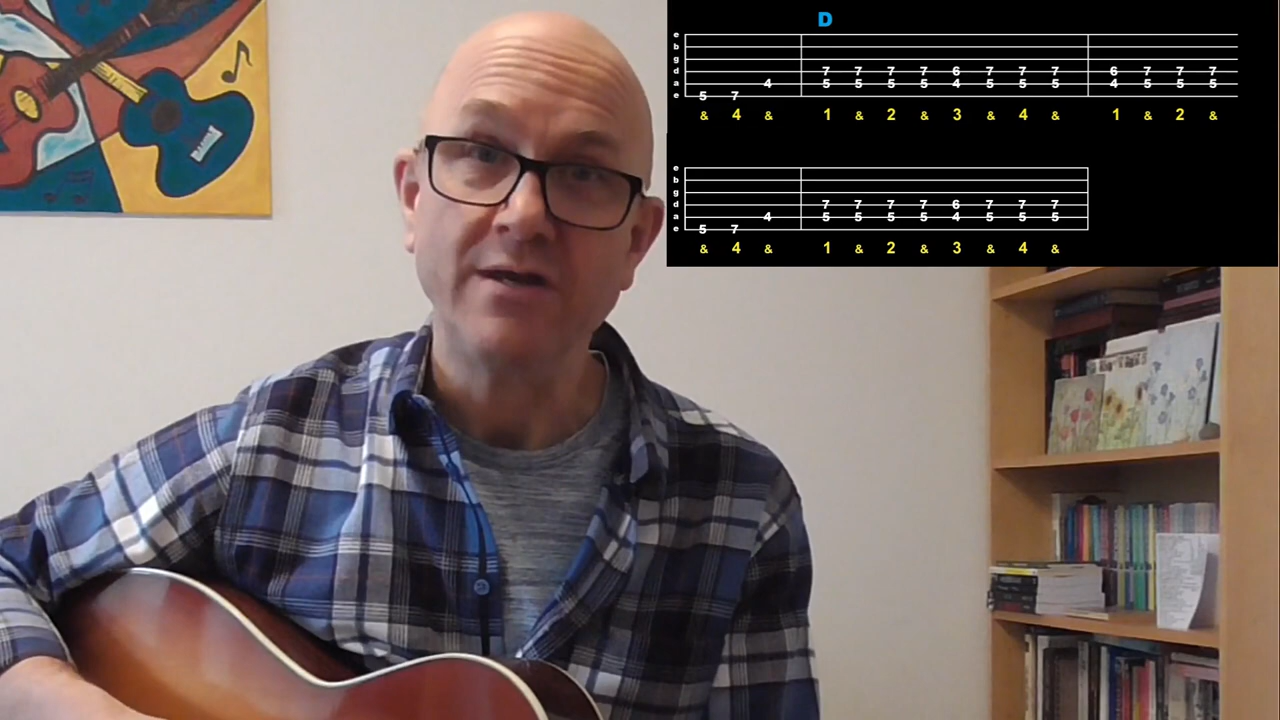 D
e
b
g
d 7 7 7 7 6 7 7 7 6 7 7 7
a 4 5 5 5 5 4 5 5 5 4 5 5 5
e 5 7
& 4 & 1 & 2 & 3 & 4 & 1 & 2 &
e
b
g
d 7 7 7 7 6 7 7 7
a 4 5 5 5 5 4 5 5 5
e 5 7
& 4 & 1 & 2 & 3 & 4 &